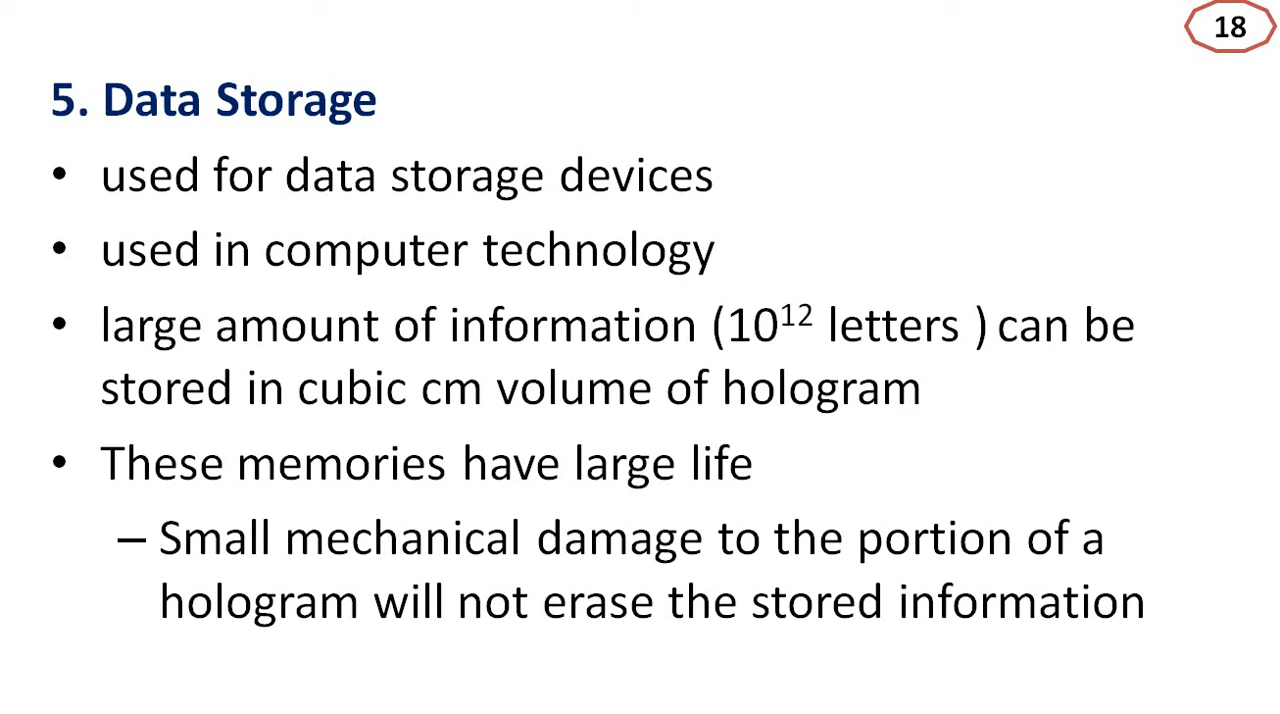 18
5. Data Storage
• used for data storage devices
• used in computer technology
• large amount of information (10¹² letters ) can be
stored in cubic cm volume of hologram
• These memories have large life
– Small mechanical damage to the portion of a
hologram will not erase the stored information